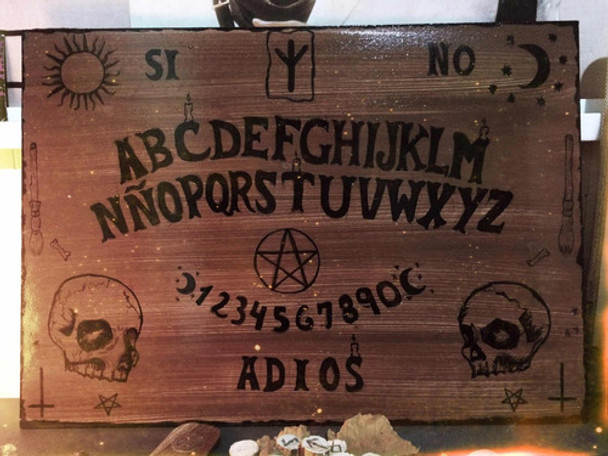 SI NO
ABCDEFGHIJKLM
NÑOPQRSTUVWXYZ
1234567890
ADIOS